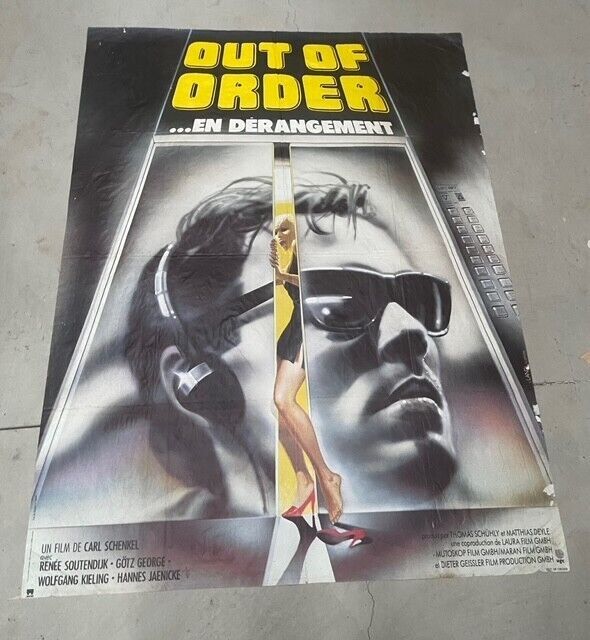 OUT OF
ORDER
...EN DÉRANGEMENT
UN FILM DE CARL SCHENKEL
avec
RENÉE SOUTENDIJK · GÖTZ GEORGE ·
WOLFGANG KIELING · HANNES JAENICKE
produit par THOMAS SCHÜHLY et MATTHIAS DEYLE
une coproduction de LAURA FILM GMBH
MUTOSKOP FILM GMBH/MARAN FILM/GMBH
et DIETER GEISSLER FILM PRODUCTION GMBH